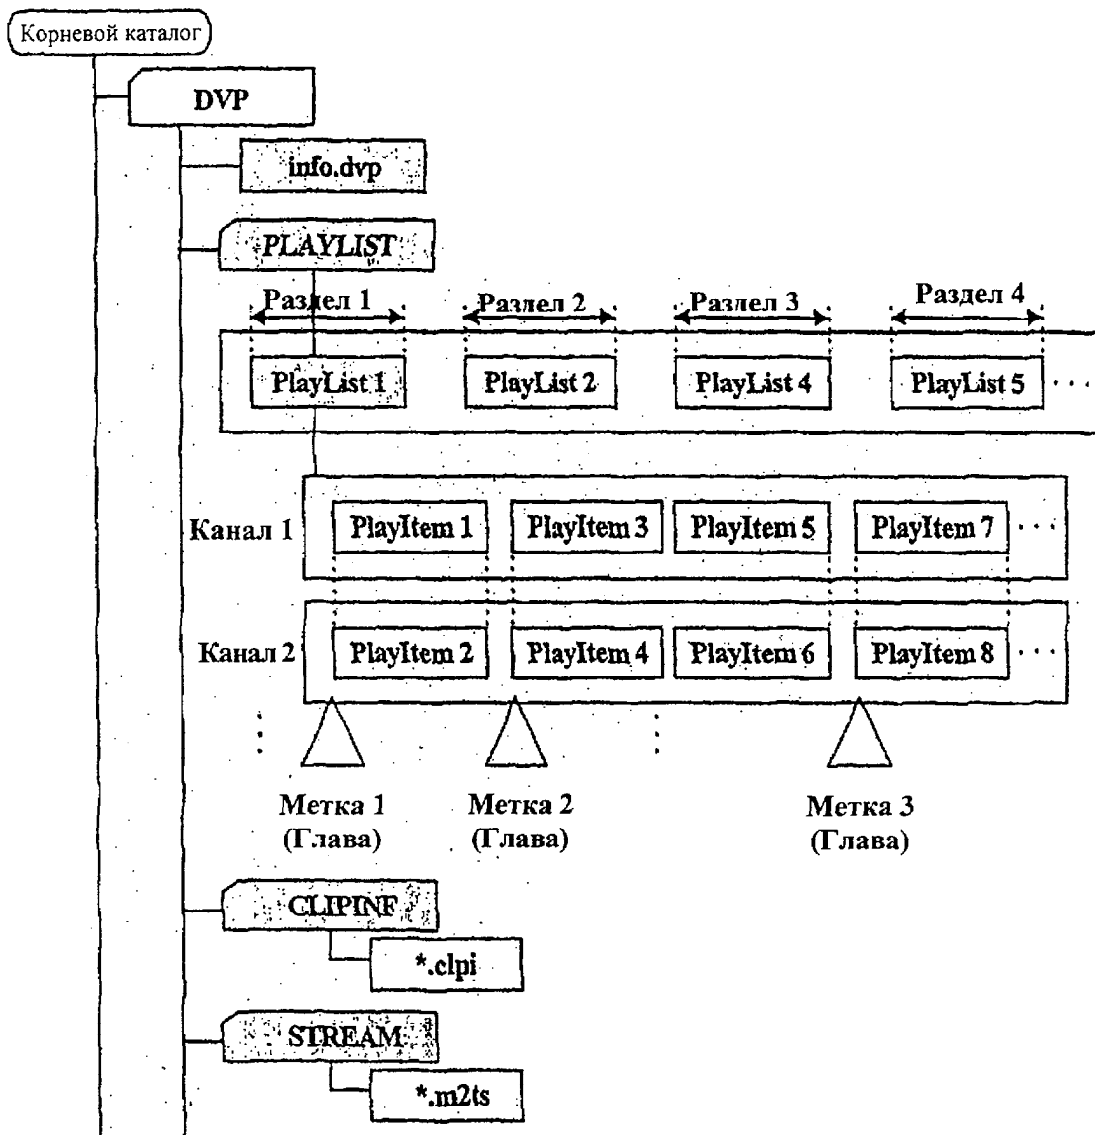 Корневой каталог
DVP
info.dvp
PLAYLIST
Раздел 1 Раздел 2 Раздел 3 Раздел 4
PlayList 1 PlayList 2 PlayList 4 PlayList 5 ...
Канал 1 PlayItem 1 PlayItem 3 PlayItem 5 PlayItem 7 ...
Канал 2 PlayItem 2 PlayItem 4 PlayItem 6 PlayItem 8 ...
Метка 1 Метка 2 Метка 3
(Глава) (Глава) (Глава)
CLIPINF
*.clpi
STREAM
*.m2ts